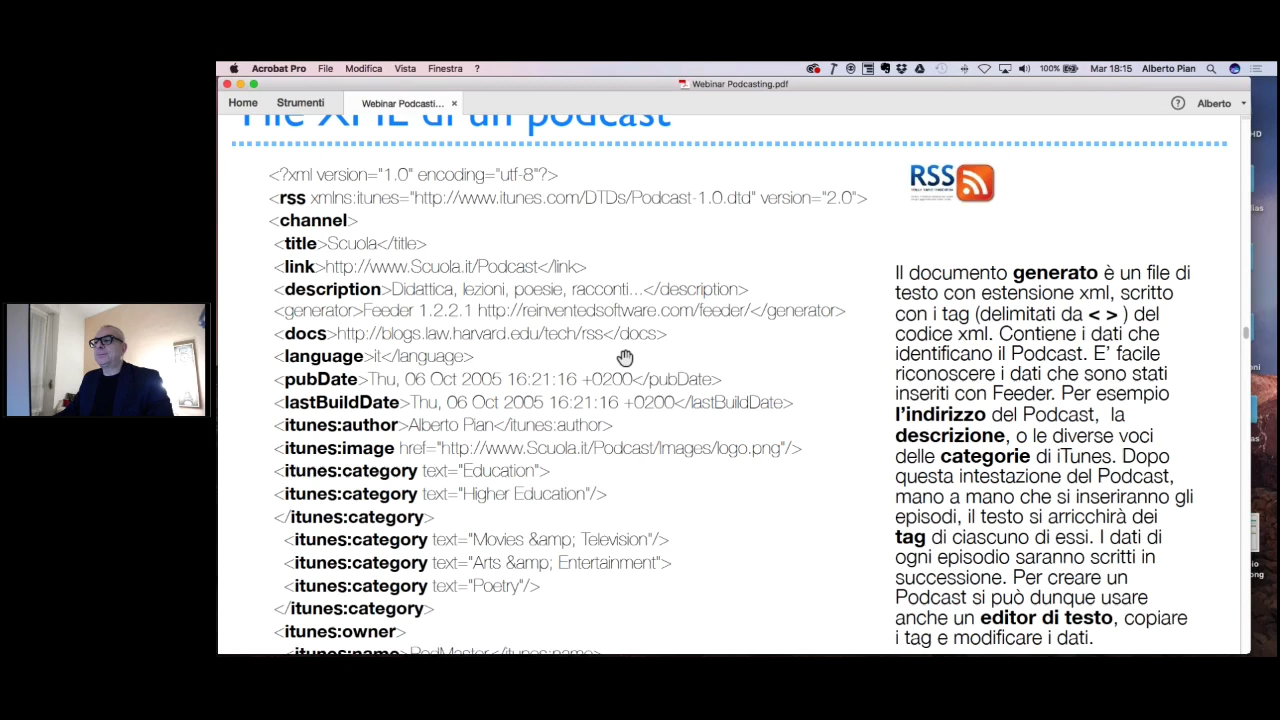 Acrobat Pro File Modifica Vista Finestra ?
100% Mar 18:15 Alberto Pian
Webinar Podcasting.pdf
Home Strumenti Webinar Podcasti... × ? Alberto
File XML di un podcast
<?xml version="1.0" encoding="utf-8"?>
<rss xmlns:itunes="http://www.itunes.com/DTDs/Podcast-1.0.dtd" version="2.0">
<channel>
<title>Scuola</title>
<link>http://www.Scuola.it/Podcast</link>
<description>Didattica, lezioni, poesie, racconti...</description>
<generator>Feeder 1.2.2.1 http://reinventedsoftware.com/feeder/</generator>
<docs>http://blogs.law.harvard.edu/tech/rss</docs>
<language>it</language>
<pubDate>Thu, 06 Oct 2005 16:21:16 +0200</pubDate>
<lastBuildDate>Thu, 06 Oct 2005 16:21:16 +0200</lastBuildDate>
<itunes:author>Alberto Pian</itunes:author>
<itunes:image href="http://www.Scuola.it/Podcast/Images/logo.png"/>
<itunes:category text="Education">
<itunes:category text="Higher Education"/>
</itunes:category>
<itunes:category text="Movies &amp; Television"/>
<itunes:category text="Arts &amp; Entertainment">
<itunes:category text="Poetry"/>
</itunes:category>
<itunes:owner>
<itunes:name>PodMaster</itunes:name>
RSS
Il documento generato è un file di
testo con estensione xml, scritto
con i tag (delimitati da < > ) del
codice xml. Contiene i dati che
identificano il Podcast. E' facile
riconoscere i dati che sono stati
inseriti con Feeder. Per esempio
l'indirizzo del Podcast, la
descrizione, o le diverse voci
delle categorie di iTunes. Dopo
questa intestazione del Podcast,
mano a mano che si inseriranno gli
episodi, il testo si arricchirà dei
tag di ciascuno di essi. I dati di
ogni episodio saranno scritti in
successione. Per creare un
Podcast si può dunque usare
anche un editor di testo, copiare
i tag e modificare i dati.
HD